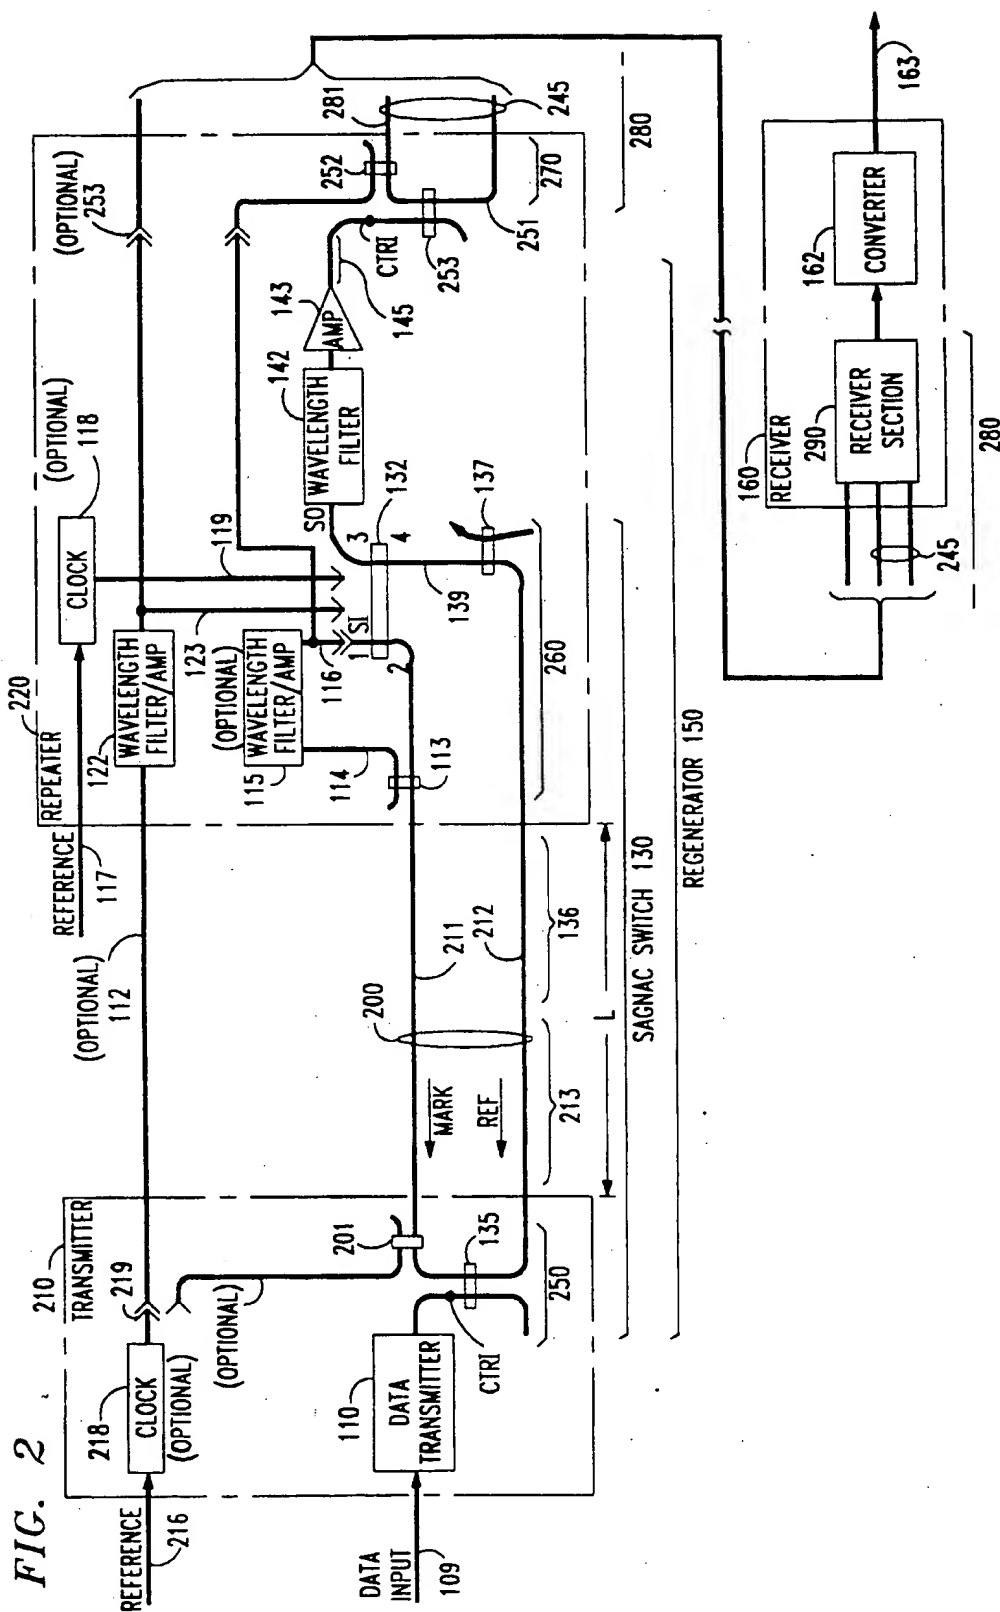 FIG. 2
REFERENCE
216
DATA
INPUT
109
210
TRANSMITTER
218
CLOCK
(OPTIONAL)
219
(OPTIONAL)
110
DATA
TRANSMITTER
CTRI
201
135
250
(OPTIONAL)
112
REFERENCE
117
MARK
REF
200
211
212
213
136
L
SAGNAC SWITCH 130
REGENERATOR 150
220
REPEATER
122
WAVELENGTH
FILTER/AMP
123
(OPTIONAL)
WAVELENGTH
FILTER/AMP
115
114
113
116
SI
1
2
3
4
SO
132
139
137
260
CLOCK
(OPTIONAL)
118
119
142
WAVELENGTH
FILTER
143
AMP
145
CTRI
253
251
252
270
(OPTIONAL)
253
281
245
280
160
RECEIVER
290
RECEIVER
SECTION
245
162
CONVERTER
163
280